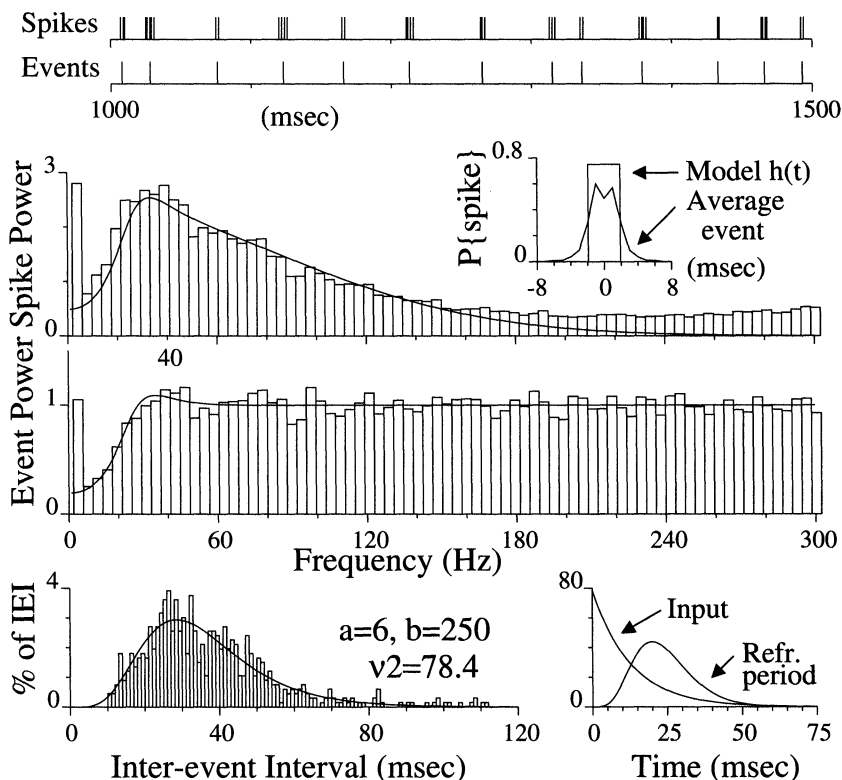 Spikes
Events
1000
(msec)
1500
Spike Power
3
0
P{spike}
0.8
0
-8
0
8
(msec)
Model h(t)
Average
event
40
Event Power
1
0
0
60
120
180
240
300
Frequency (Hz)
% of IEI
4
0
a=6, b=250
ν2=78.4
0
40
80
120
Inter-event Interval (msec)
80
0
Input
Refr.
period
0
25
50
75
Time (msec)